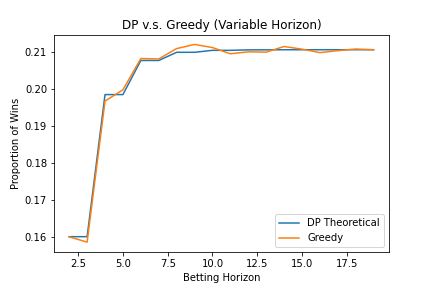 DP v.s. Greedy (Variable Horizon)
Proportion of Wins
0.21
0.20
0.19
0.18
0.17
0.16
DP Theoretical
Greedy
2.5 5.0 7.5 10.0 12.5 15.0 17.5
Betting Horizon